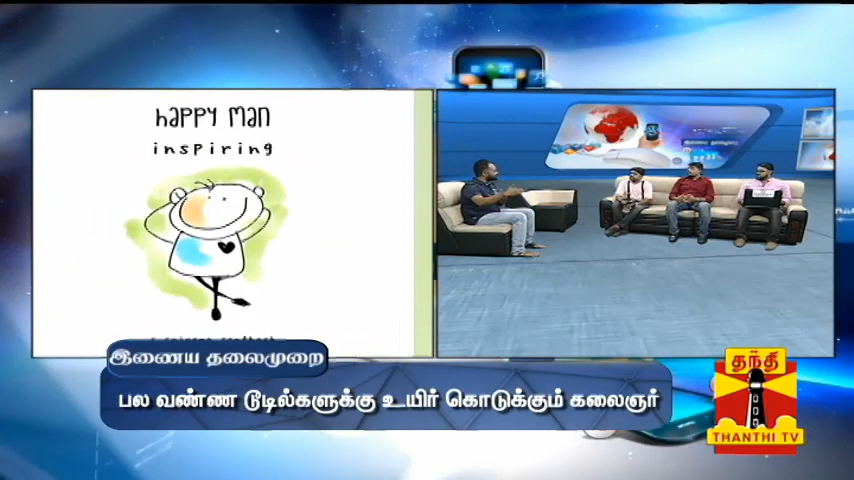 happy man
inspiring
இணைய தலைமுறை
பல வண்ண டூடில்களுக்கு உயிர் கொடுக்கும் கலைஞர்
தந்தி
THANTHI TV